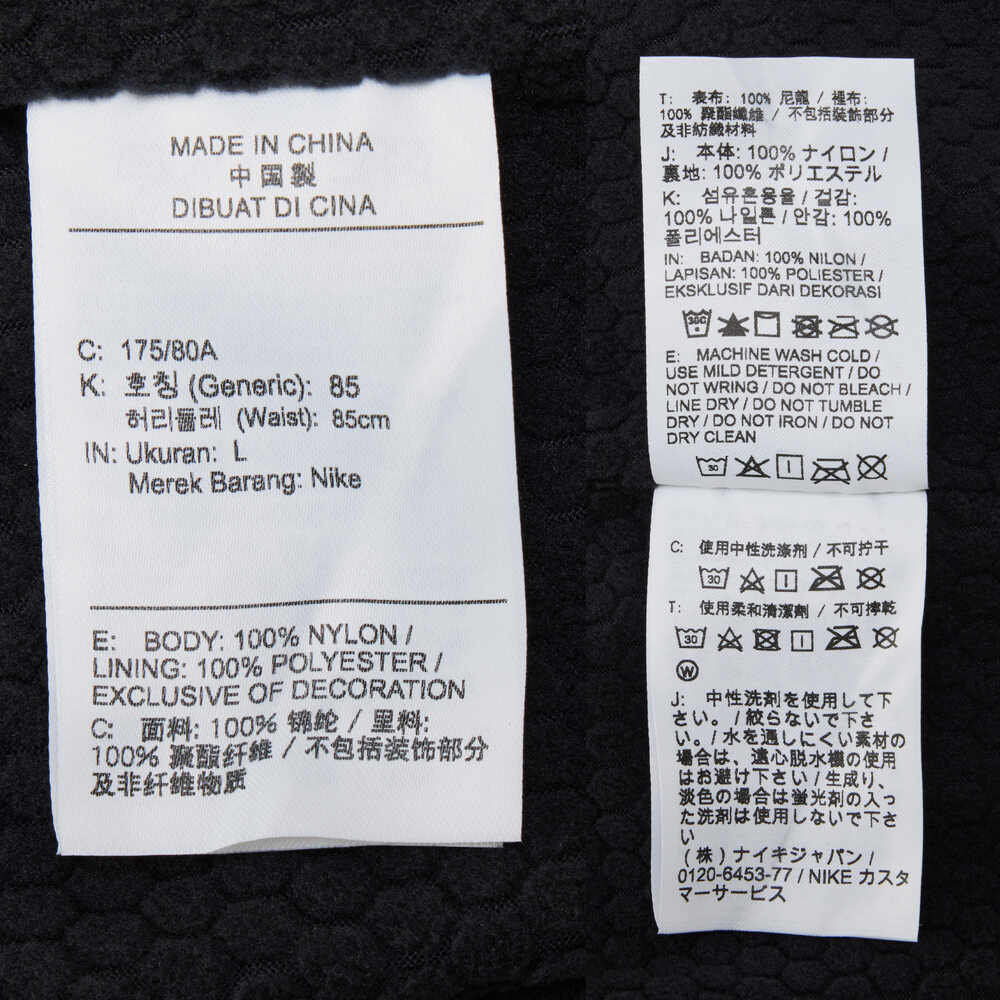 MADE IN CHINA
中国製
DIBUAT DI CINA
C: 175/80A
K: 호칭 (Generic): 85
허리둘레 (Waist): 85cm
IN: Ukuran: L
Merek Barang: Nike
E: BODY: 100% NYLON /
LINING: 100% POLYESTER /
EXCLUSIVE OF DECORATION
C: 面料: 100% 锦纶 / 里料:
100% 聚酯纤维 / 不包括装饰部分
及非纤维物质
T: 表布: 100% 尼龍 / 裡布:
100% 聚酯纖維 / 不包括裝飾部分
及非紡織材料
J: 本体: 100% ナイロン /
裏地: 100% ポリエステル
K: 섬유혼용율 / 겉감:
100% 나일론 / 안감: 100%
폴리에스터
IN: BADAN: 100% NILON /
LAPISAN: 100% POLIESTER /
EKSKLUSIF DARI DEKORASI
30C
E: MACHINE WASH COLD /
USE MILD DETERGENT / DO
NOT WRING / DO NOT BLEACH /
LINE DRY / DO NOT TUMBLE
DRY / DO NOT IRON / DO NOT
DRY CLEAN
30
C: 使用中性洗涤剂 / 不可拧干
30
T: 使用柔和清潔劑 / 不可擰乾
30
W
J: 中性洗剤を使用して下
さい。/ 絞らないで下さ
い。/ 水を通しにくい素材の
場合は、遠心脱水機の使用
はお避け下さい / 生成り、
淡色の場合は蛍光剤の入っ
た洗剤は使用しないで下さ
い
(株) ナイキジャパン /
0120-6453-77 / NIKE カスタ
マーサービス